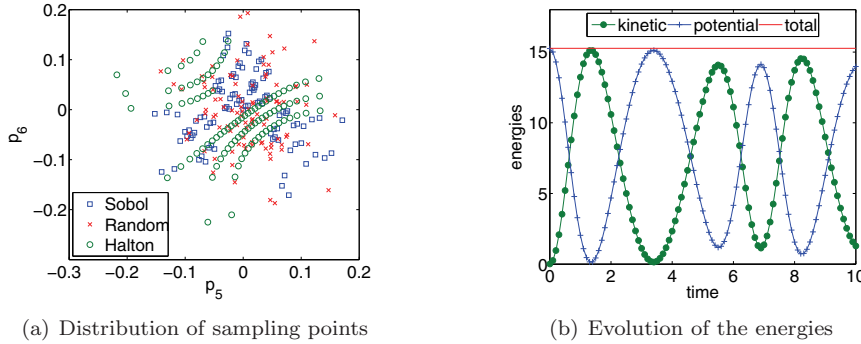 0.2
0.1
0
−0.1
−0.2
p6
Sobol
Random
Halton
−0.3 −0.2 −0.1 0 0.1 0.2
p5
(a) Distribution of sampling points
kinetic potential total
15
10
5
0
energies
0 2 4 6 8 10
time
(b) Evolution of the energies